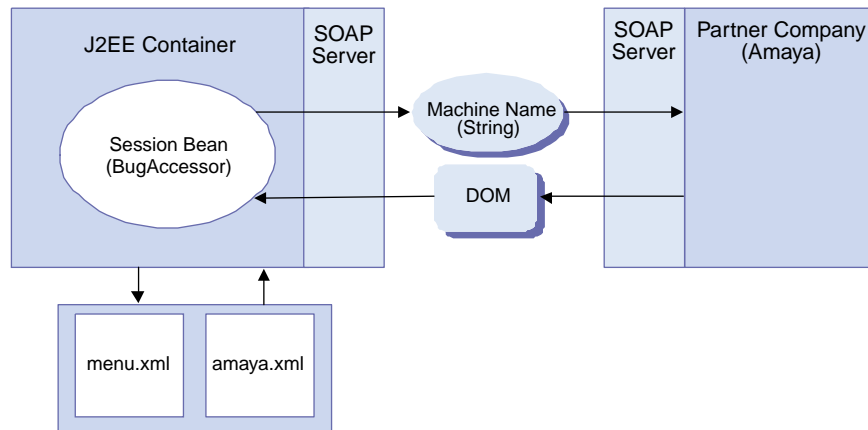 J2EE Container
SOAP
Server
Session Bean
(BugAccessor)
Machine Name
(String)
DOM
SOAP
Server
Partner Company
(Amaya)
menu.xml
amaya.xml